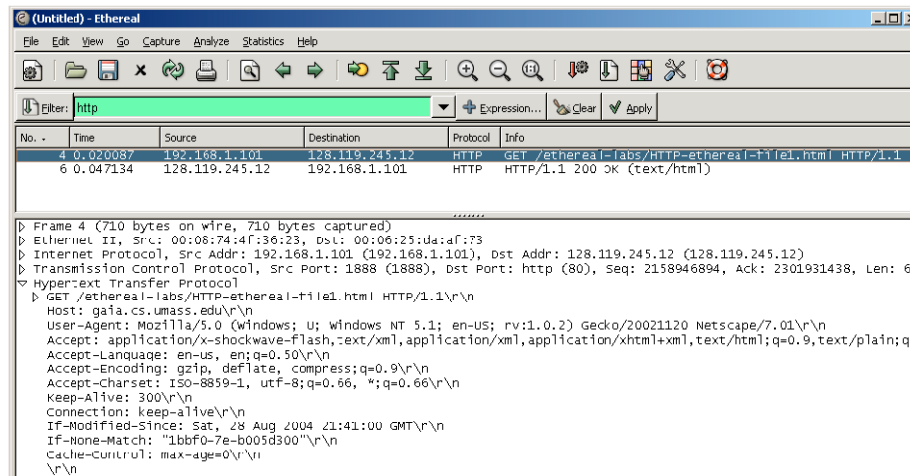 (Untitled) - Ethereal
File Edit View Go Capture Analyze Statistics Help
Filter: http Expression... Clear Apply
No. - Time Source Destination Protocol Info
4 0.020087 192.168.1.101 128.119.245.12 HTTP GET /ethereal-labs/HTTP-ethereal-file1.html HTTP/1.1
6 0.047134 128.119.245.12 192.168.1.101 HTTP HTTP/1.1 200 OK (text/html)
Frame 4 (710 bytes on wire, 710 bytes captured)
Ethernet II, Src: 00:08:74:4f:36:23, Dst: 00:06:25:da:af:73
Internet Protocol, Src Addr: 192.168.1.101 (192.168.1.101), Dst Addr: 128.119.245.12 (128.119.245.12)
Transmission Control Protocol, Src Port: 1888 (1888), Dst Port: http (80), Seq: 2158946894, Ack: 2301931438, Len: 6
Hypertext Transfer Protocol
GET /ethereal-labs/HTTP-ethereal-file1.html HTTP/1.1\r\n
Host: gaia.cs.umass.edu\r\n
User-Agent: Mozilla/5.0 (Windows; U; Windows NT 5.1; en-US; rv:1.0.2) Gecko/20021120 Netscape/7.01\r\n
Accept: application/x-shockwave-flash,text/xml,application/xml,application/xhtml+xml,text/html;q=0.9,text/plain;q
Accept-Language: en-us, en;q=0.50\r\n
Accept-Encoding: gzip, deflate, compress;q=0.9\r\n
Accept-Charset: ISO-8859-1, utf-8;q=0.66, *;q=0.66\r\n
Keep-Alive: 300\r\n
Connection: keep-alive\r\n
If-Modified-Since: Sat, 28 Aug 2004 21:41:00 GMT\r\n
If-None-Match: "1bbf0-7e-b005d300"\r\n
Cache-Control: max-age=0\r\n
\r\n